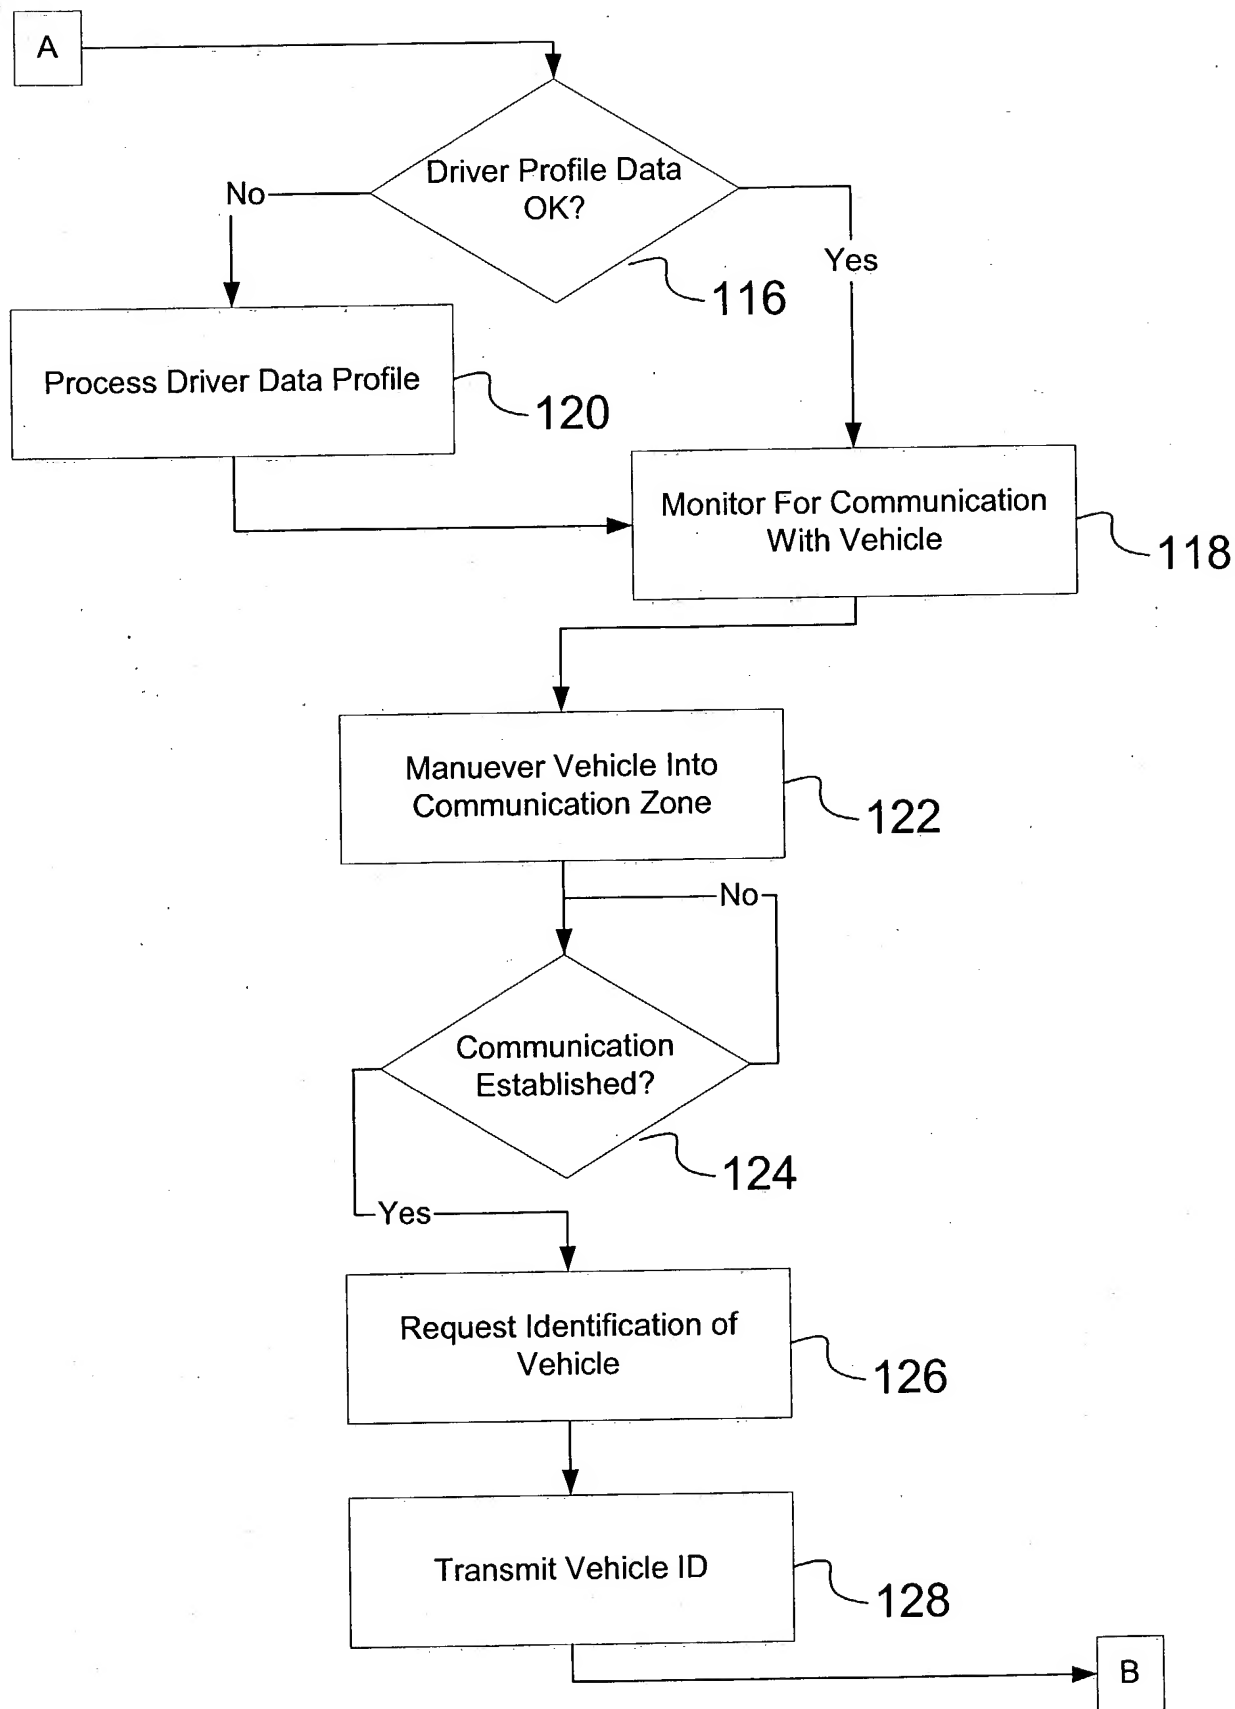 A
Driver Profile Data
OK?
No
Yes
116
Process Driver Data Profile
120
Monitor For Communication
With Vehicle
118
Manuever Vehicle Into
Communication Zone
122
No
Communication
Established?
124
Yes
Request Identification of
Vehicle
126
Transmit Vehicle ID
128
B